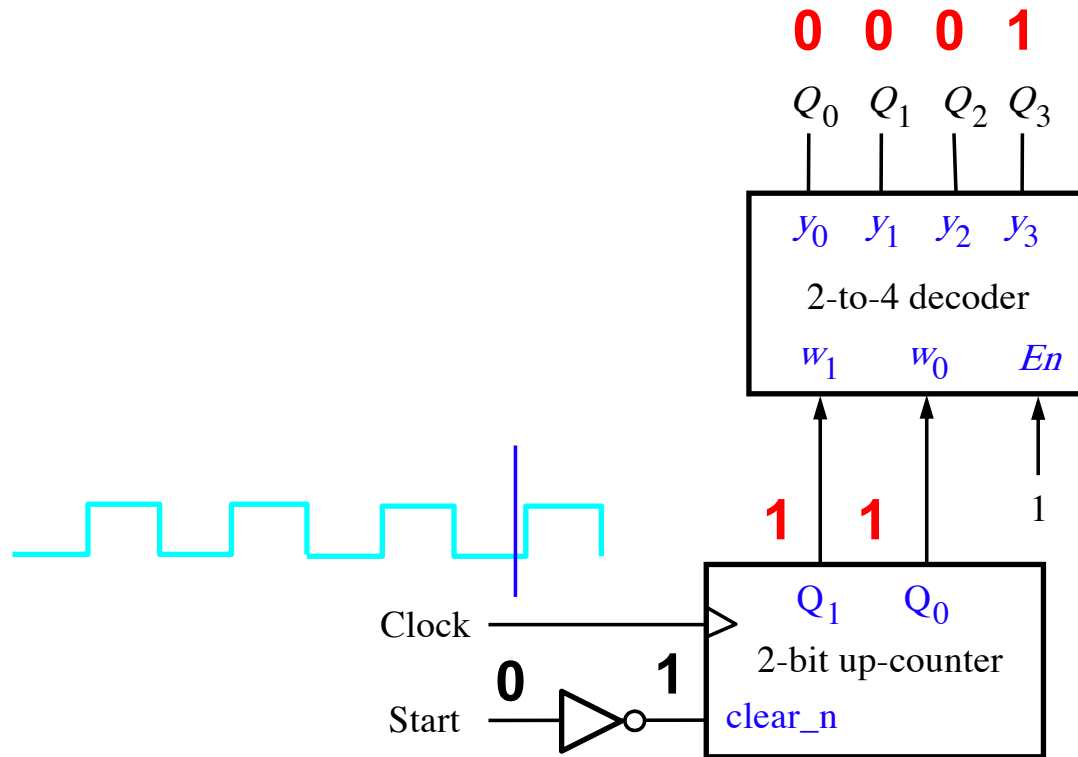 0 0 0 1
Q0 Q1 Q2 Q3
y0 y1 y2 y3
2-to-4 decoder
w1 w0 En
1 1 1
Q1 Q0
Clock
2-bit up-counter
0 1
Start clear_n